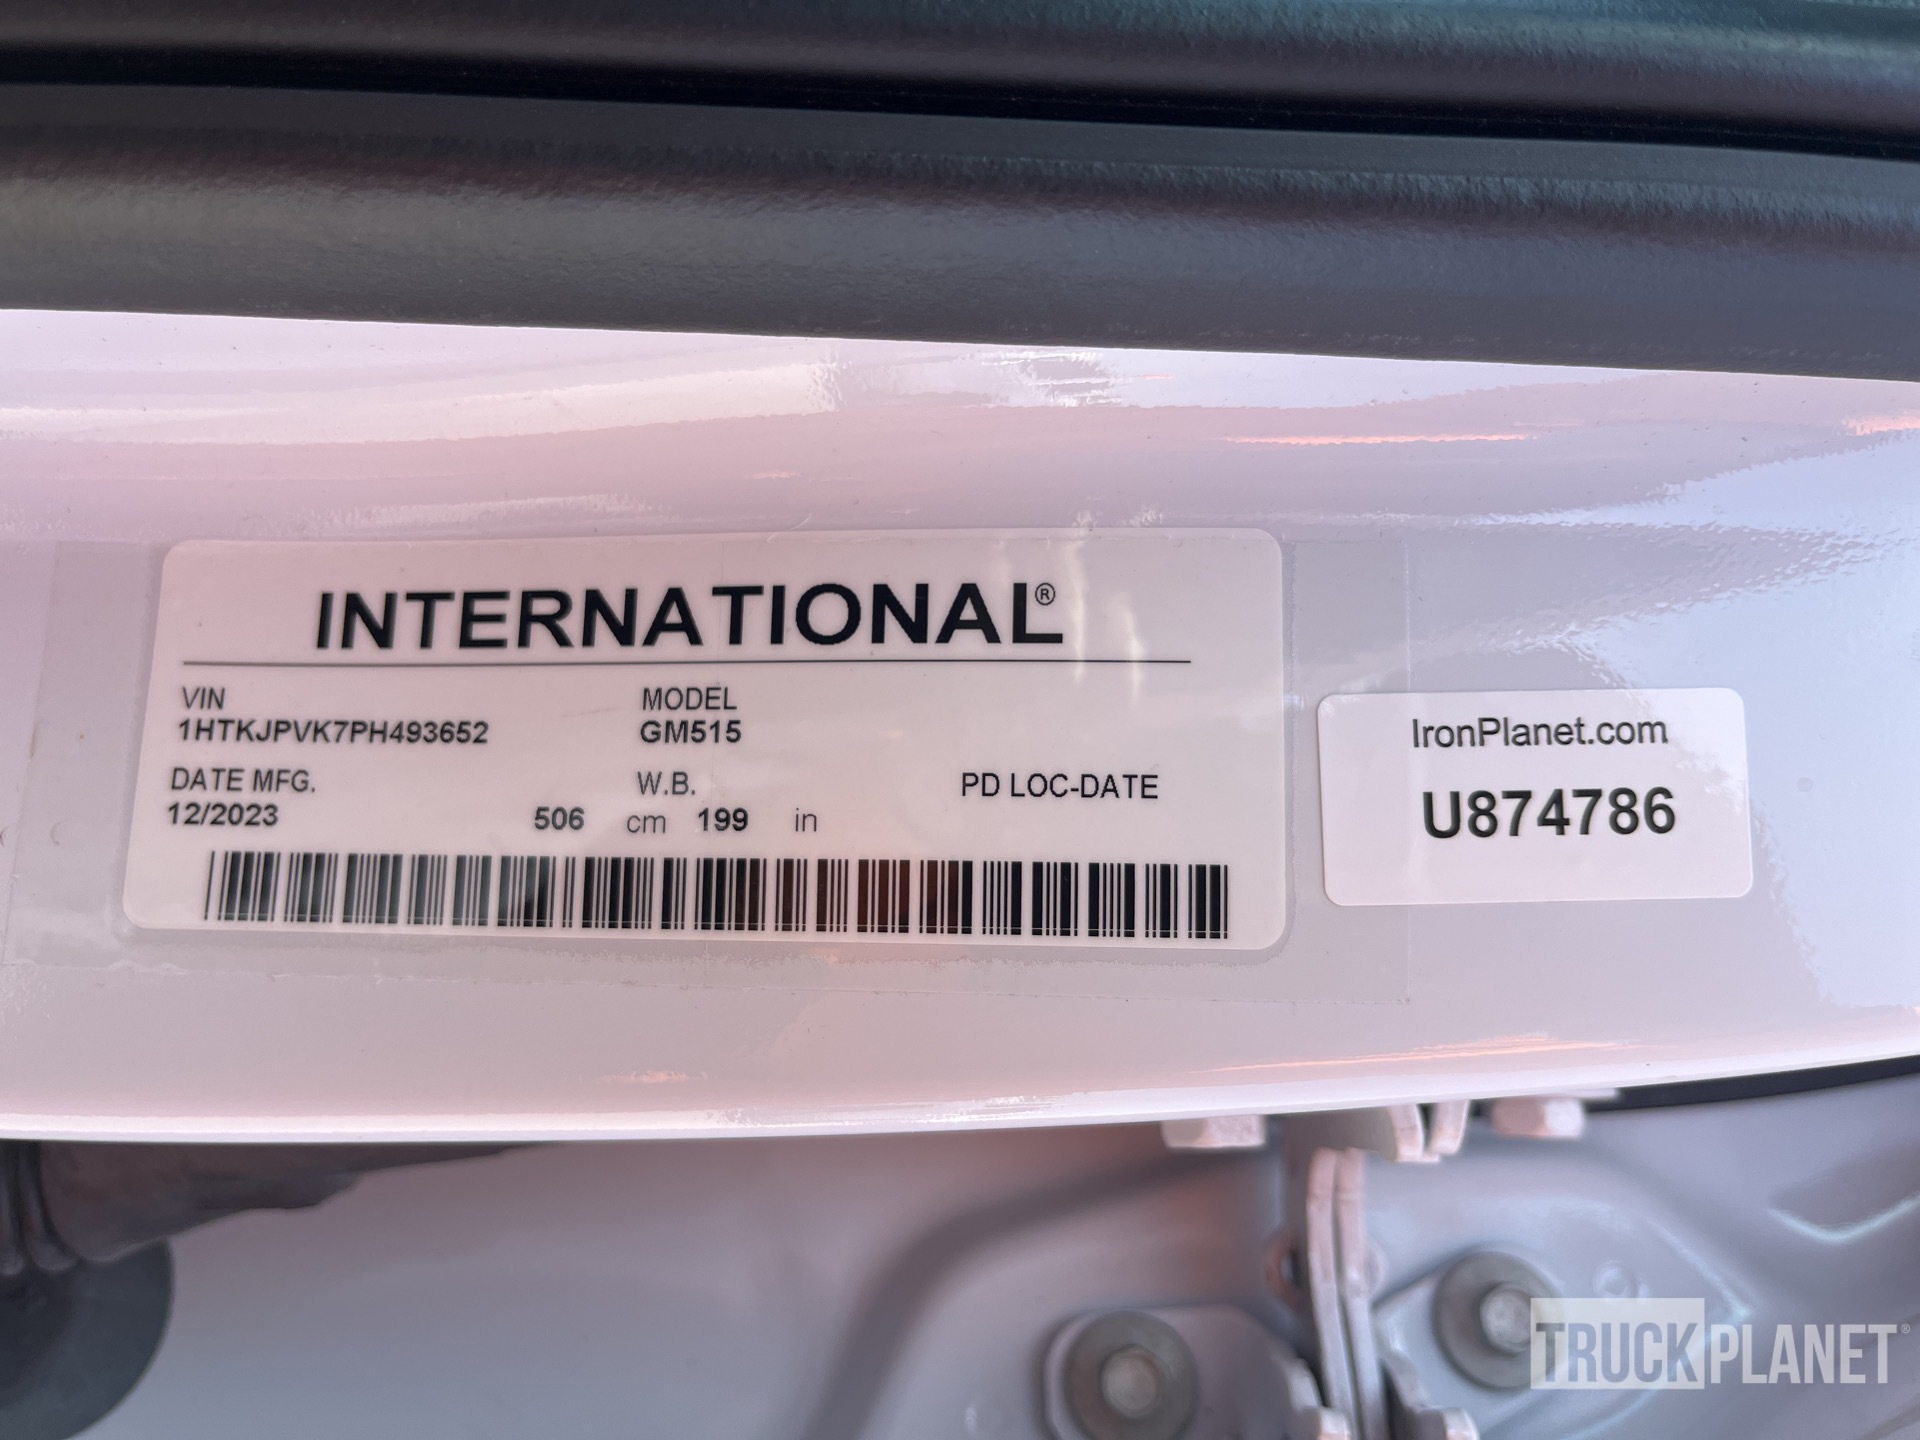 INTERNATIONAL®
VIN MODEL
1HTKJPVK7PH493652 GM515
DATE MFG. W.B. PD LOC-DATE
12/2023 506 cm 199 in
IronPlanet.com
U874786
TRUCKPLANET®